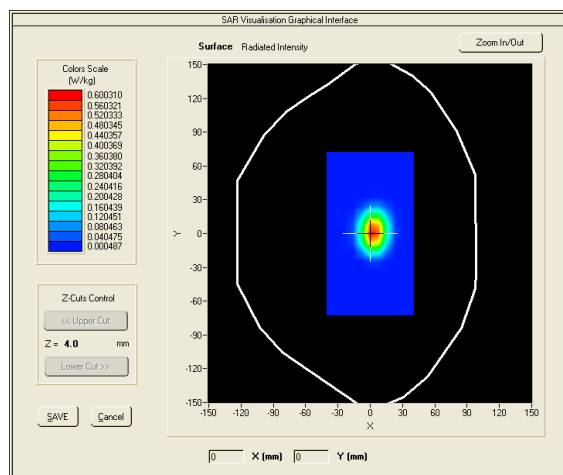 SAR Visualisation Graphical Interface
Surface Radiated Intensity
Zoom In/Out
Colors Scale
(W/kg)
0.600310
0.560321
0.520333
0.480345
0.440357
0.400369
0.360380
0.320392
0.280404
0.240416
0.200428
0.160439
0.120451
0.080463
0.040475
0.000487
Z-Cuts Control
<< Upper Cut
Z = 4.0 mm
Lower Cut >>
SAVE Cancel
150-
120-
90-
60-
30-
0-
-30-
-60-
-90-
-120-
-150-
Y
-150 -120 -90 -60 -30 0 30 60 90 120 150
X
0 X (mm) 0 Y (mm)